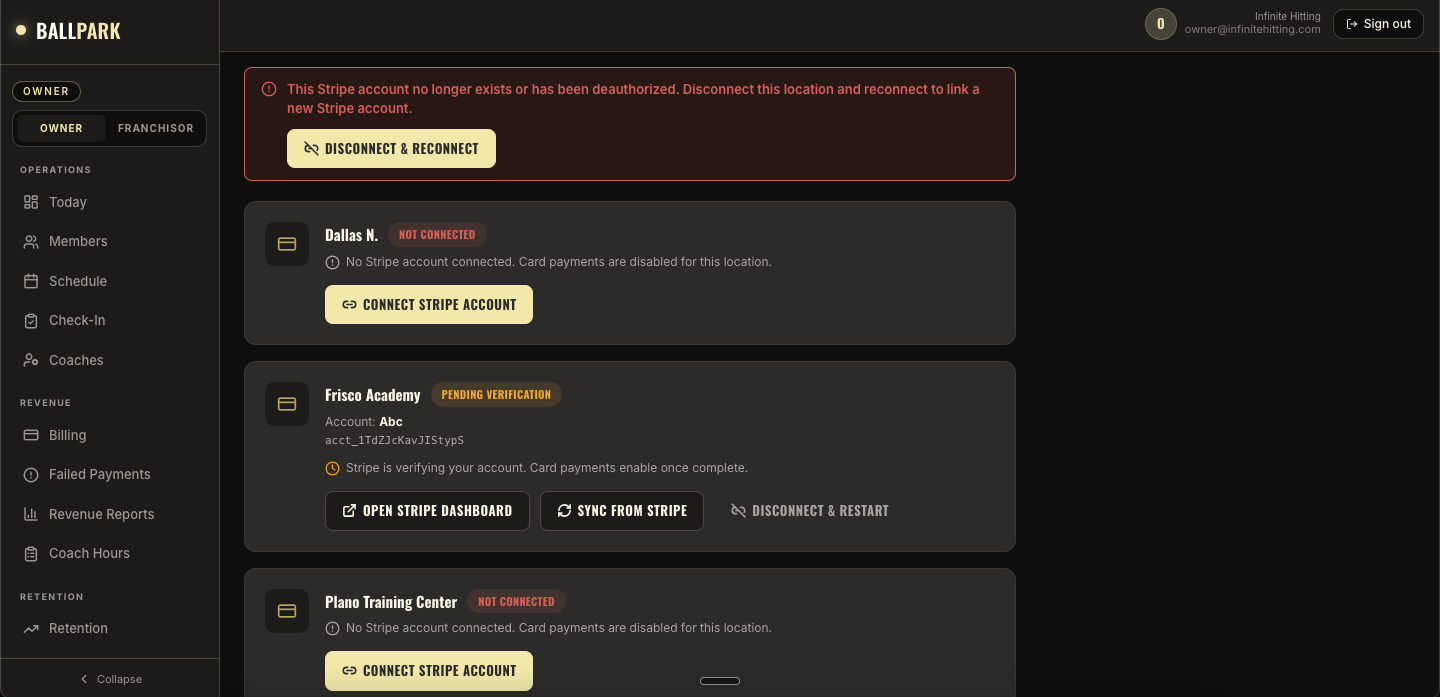 BALLPARK
0
Infinite Hitting
owner@infinitehitting.com
Sign out
OWNER
OWNER
FRANCHISOR
OPERATIONS
Today
Members
Schedule
Check-In
Coaches
REVENUE
Billing
Failed Payments
Revenue Reports
Coach Hours
RETENTION
Retention
Collapse
This Stripe account no longer exists or has been deauthorized. Disconnect this location and reconnect to link a
new Stripe account.
DISCONNECT & RECONNECT
Dallas N.
NOT CONNECTED
No Stripe account connected. Card payments are disabled for this location.
CONNECT STRIPE ACCOUNT
Frisco Academy
PENDING VERIFICATION
Account: Abc
acct_1TdZJcKavJIStypS
Stripe is verifying your account. Card payments enable once complete.
OPEN STRIPE DASHBOARD
SYNC FROM STRIPE
DISCONNECT & RESTART
Plano Training Center
NOT CONNECTED
No Stripe account connected. Card payments are disabled for this location.
CONNECT STRIPE ACCOUNT